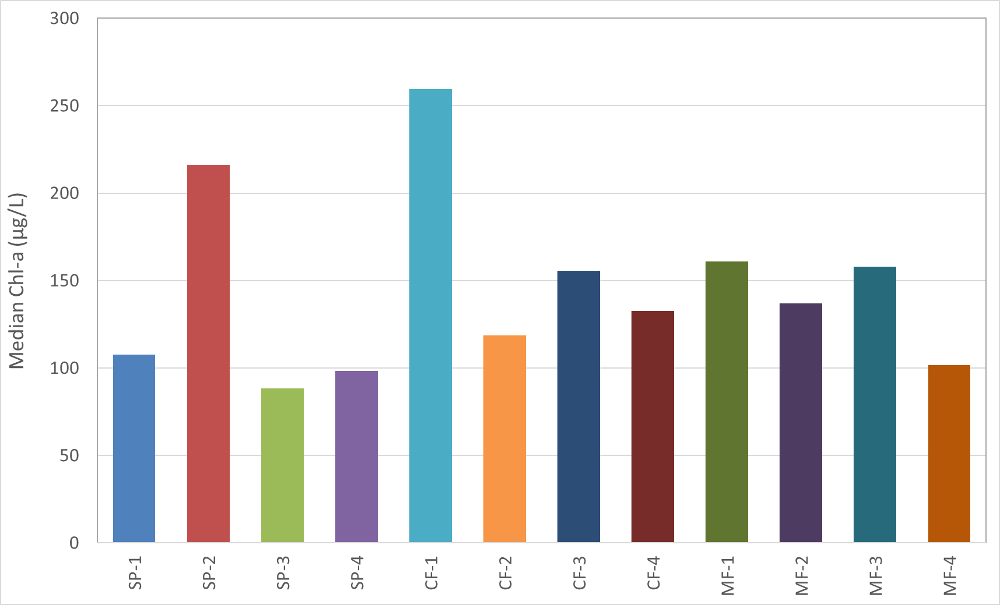 300
250
200
150
100
50
0
Median Chl-a (µg/L)
SP-1
SP-2
SP-3
SP-4
CF-1
CF-2
CF-3
CF-4
MF-1
MF-2
MF-3
MF-4